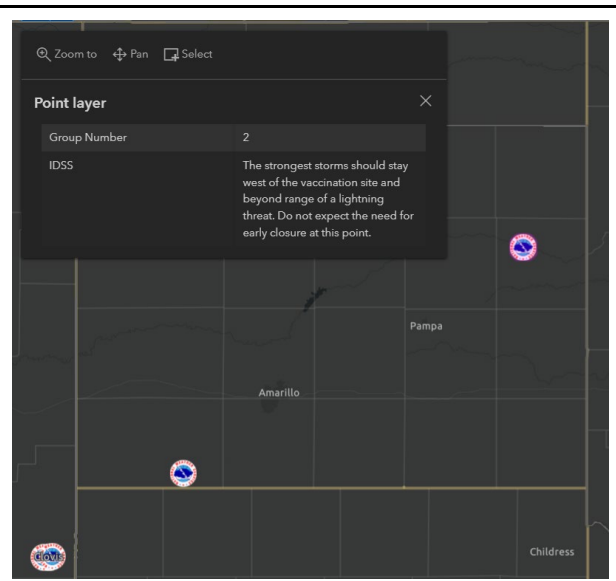 Zoom to Pan Select
Point layer
Group Number 2
IDSS The strongest storms should stay
west of the vaccination site and
beyond range of a lightning
threat. Do not expect the need for
early closure at this point.
Pampa
Amarillo
Clovis
Childress